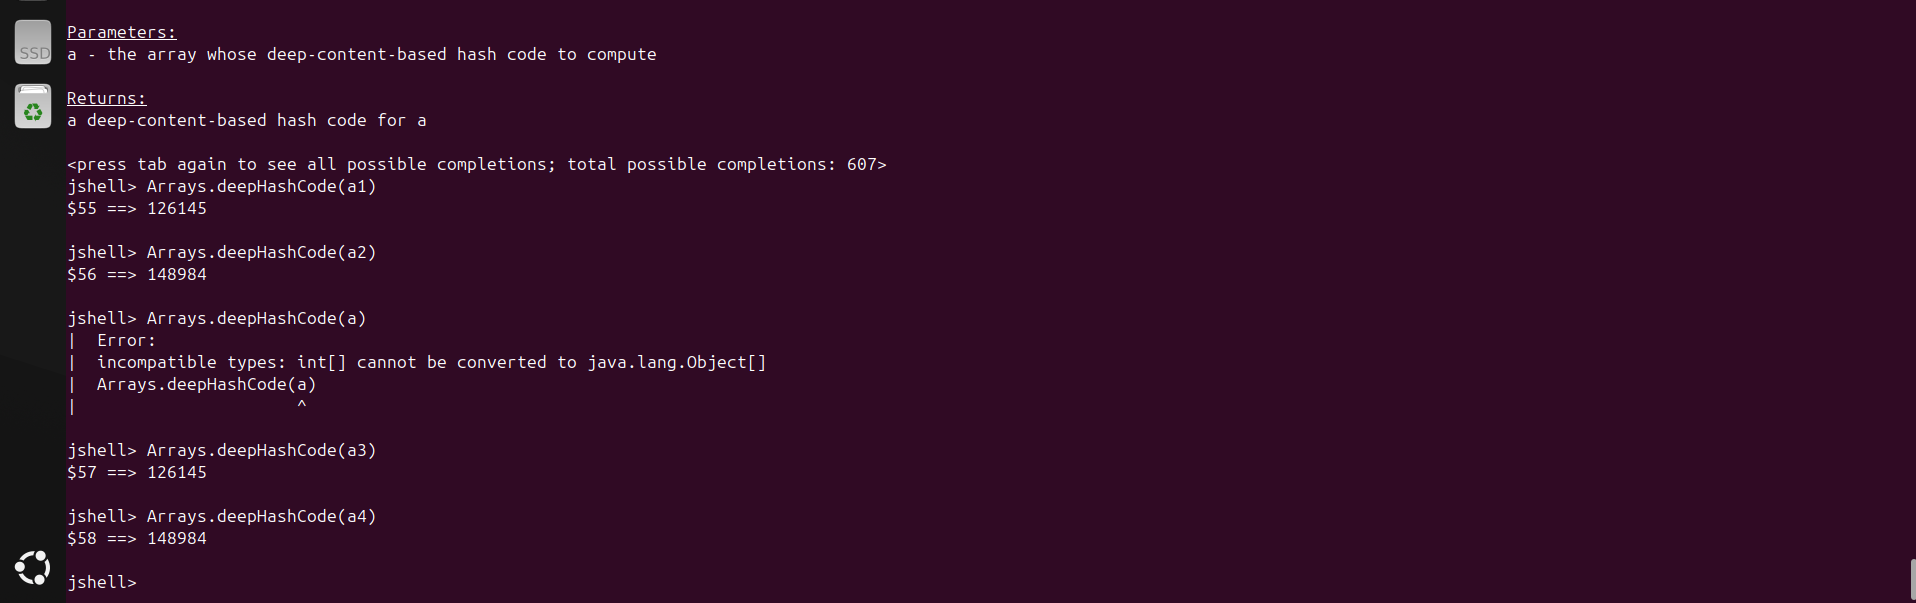 SSD
Parameters:
a - the array whose deep-content-based hash code to compute
Returns:
a deep-content-based hash code for a
<press tab again to see all possible completions; total possible completions: 607>
jshell> Arrays.deepHashCode(a1)
$55 ==> 126145
jshell> Arrays.deepHashCode(a2)
$56 ==> 148984
jshell> Arrays.deepHashCode(a)
|  Error:
|  incompatible types: int[] cannot be converted to java.lang.Object[]
|  Arrays.deepHashCode(a)
|                      ^
jshell> Arrays.deepHashCode(a3)
$57 ==> 126145
jshell> Arrays.deepHashCode(a4)
$58 ==> 148984
jshell>